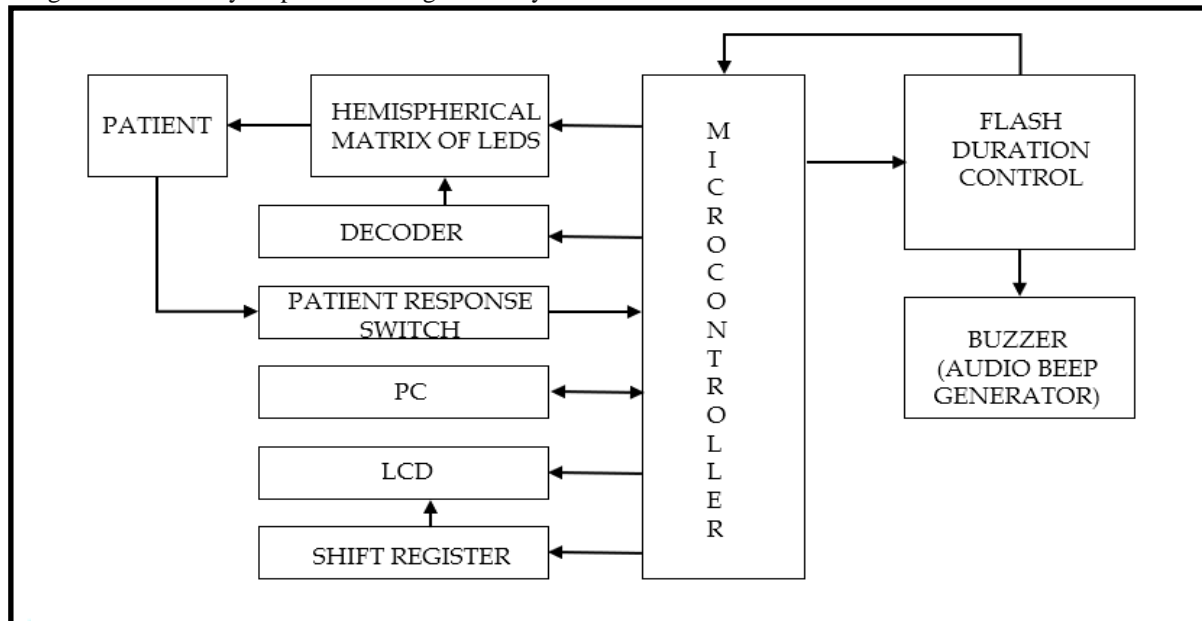 PATIENT
HEMISPHERICAL
MATRIX OF LEDS
DECODER
PATIENT RESPONSE
SWITCH
PC
LCD
SHIFT REGISTER
M
I
C
R
O
C
O
N
T
R
O
L
L
E
R
FLASH
DURATION
CONTROL
BUZZER
(AUDIO BEEP
GENERATOR)